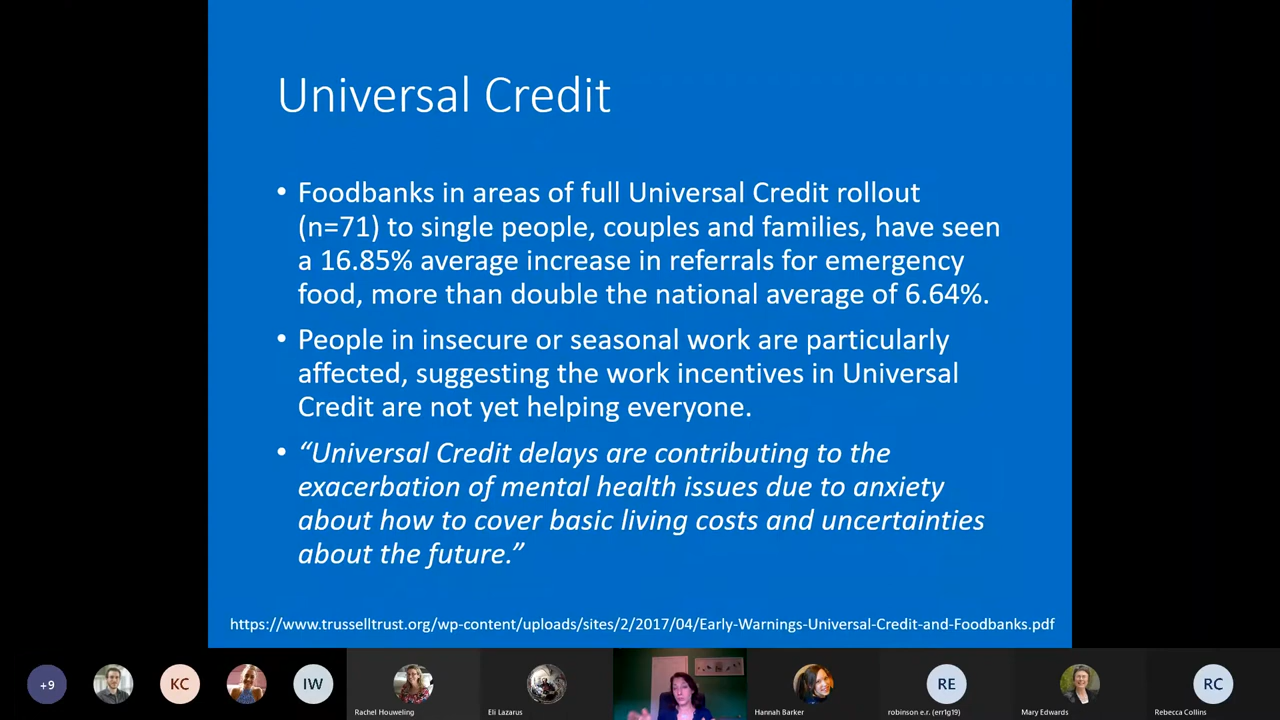 Universal Credit
• Foodbanks in areas of full Universal Credit rollout
(n=71) to single people, couples and families, have seen
a 16.85% average increase in referrals for emergency
food, more than double the national average of 6.64%.
• People in insecure or seasonal work are particularly
affected, suggesting the work incentives in Universal
Credit are not yet helping everyone.
• “Universal Credit delays are contributing to the
exacerbation of mental health issues due to anxiety
about how to cover basic living costs and uncertainties
about the future.”
https://www.trusselltrust.org/wp-content/uploads/sites/2/2017/04/Early-Warnings-Universal-Credit-and-Foodbanks.pdf
+9
KC
IW
Rachel Houweling
Eli Lazarus
Hannah Barker
RE
robinson e.r. (err1g19)
Mary Edwards
RC
Rebecca Collins